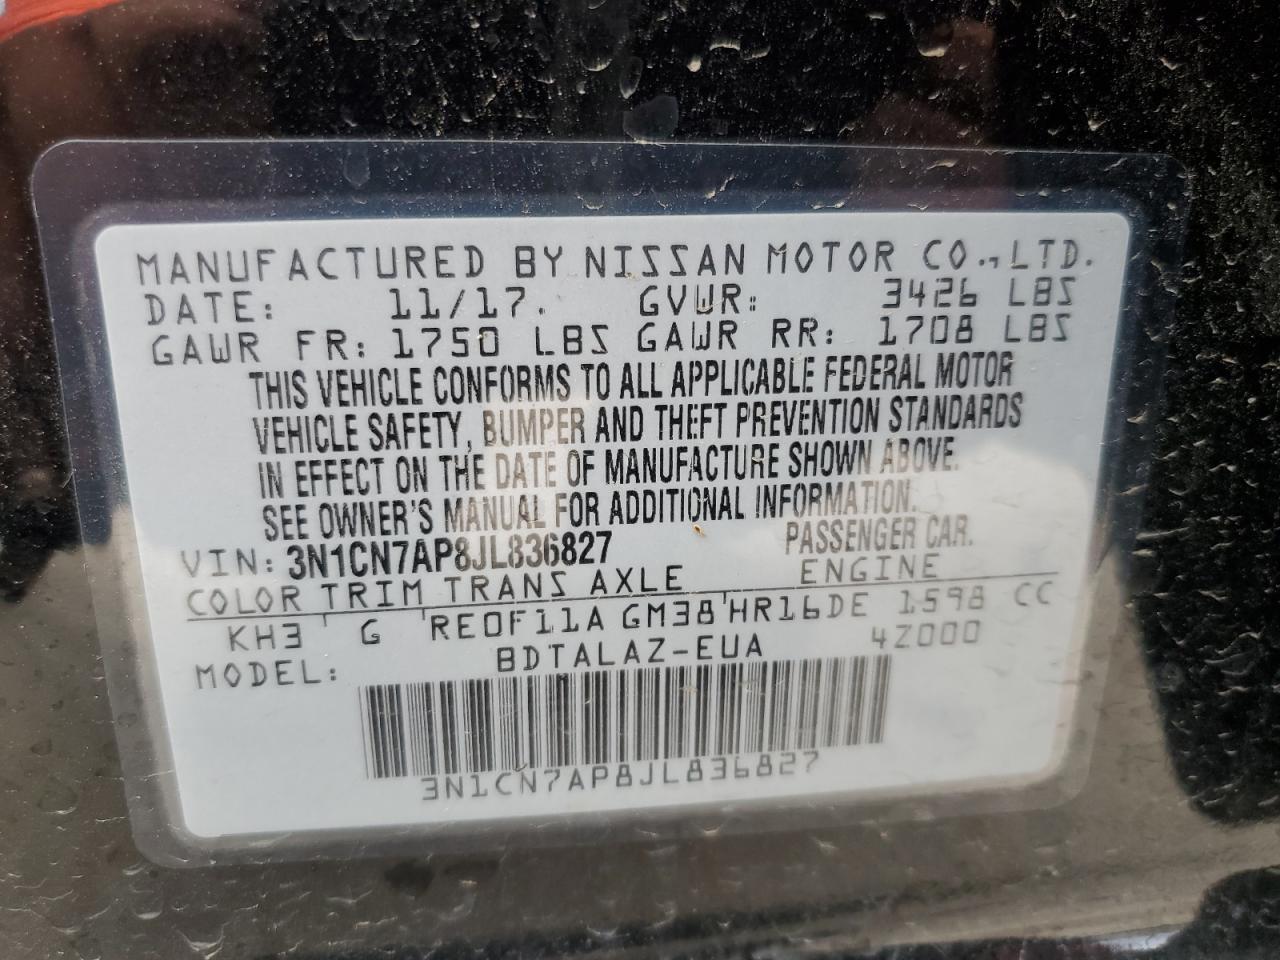 MANUFACTURED BY NISSAN MOTOR CO., LTD.
DATE: 11/17. GVWR: 3426 LBS
GAWR FR: 1750 LBS GAWR RR: 1708 LBS
THIS VEHICLE CONFORMS TO ALL APPLICABLE FEDERAL MOTOR
VEHICLE SAFETY, BUMPER AND THEFT PREVENTION STANDARDS
IN EFFECT ON THE DATE OF MANUFACTURE SHOWN ABOVE.
SEE OWNER'S MANUAL FOR ADDITIONAL INFORMATION.
VIN: 3N1CN7AP8JL836827 PASSENGER CAR.
COLOR TRIM TRANS AXLE ENGINE
KH3 G RE0F11A GM38 HR16DE 1598 CC
MODEL: BDTALAZ-EUA 4Z000
3N1CN7AP8JL836827